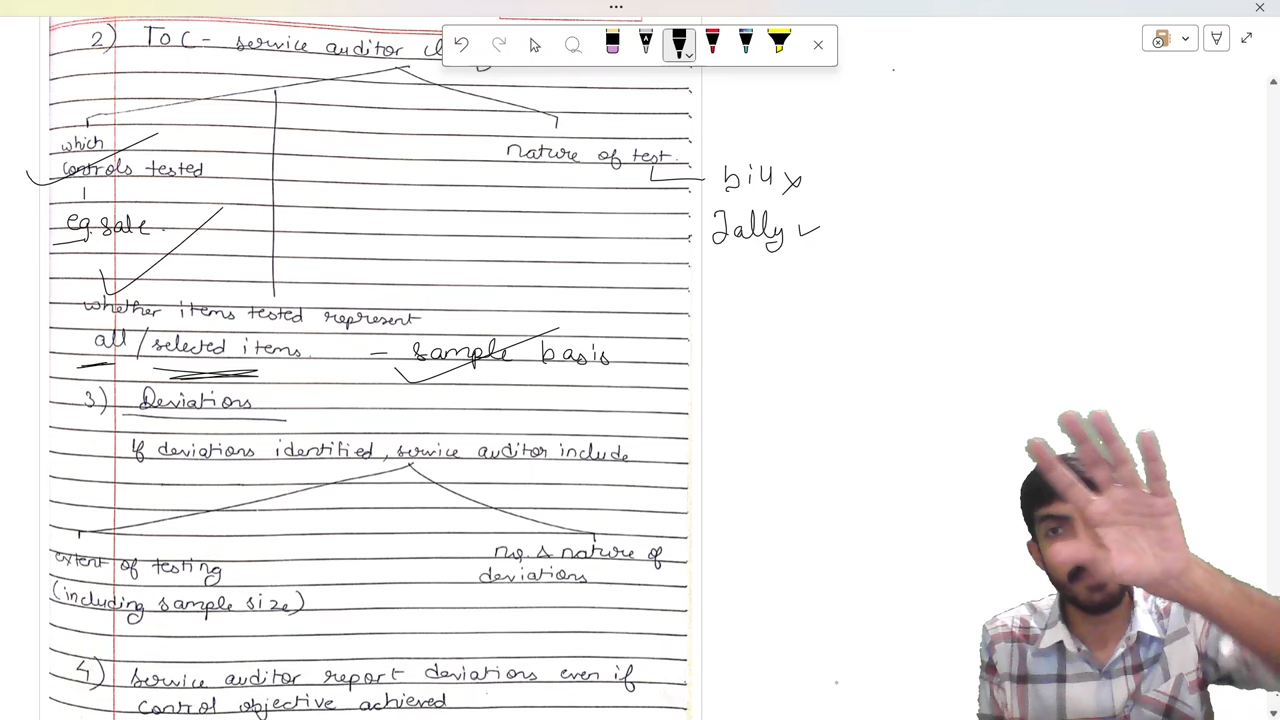 2) ToC - service auditor
which
controls tested
nature of test.
bill x
Tally
eg. sale.
whether items tested represent
all / selected items. - sample basis
3) Deviations
If deviations identified, service auditor include
extent of testing
(including sample size)
no. & nature of
deviations
4) service auditor report deviations even if
control objective achieved